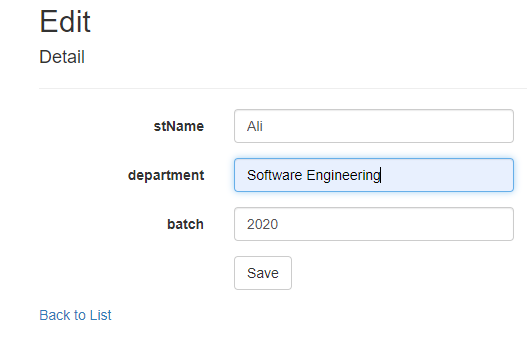 Edit
Detail
stName Ali
department Software Engineering
batch 2020
Save
Back to List